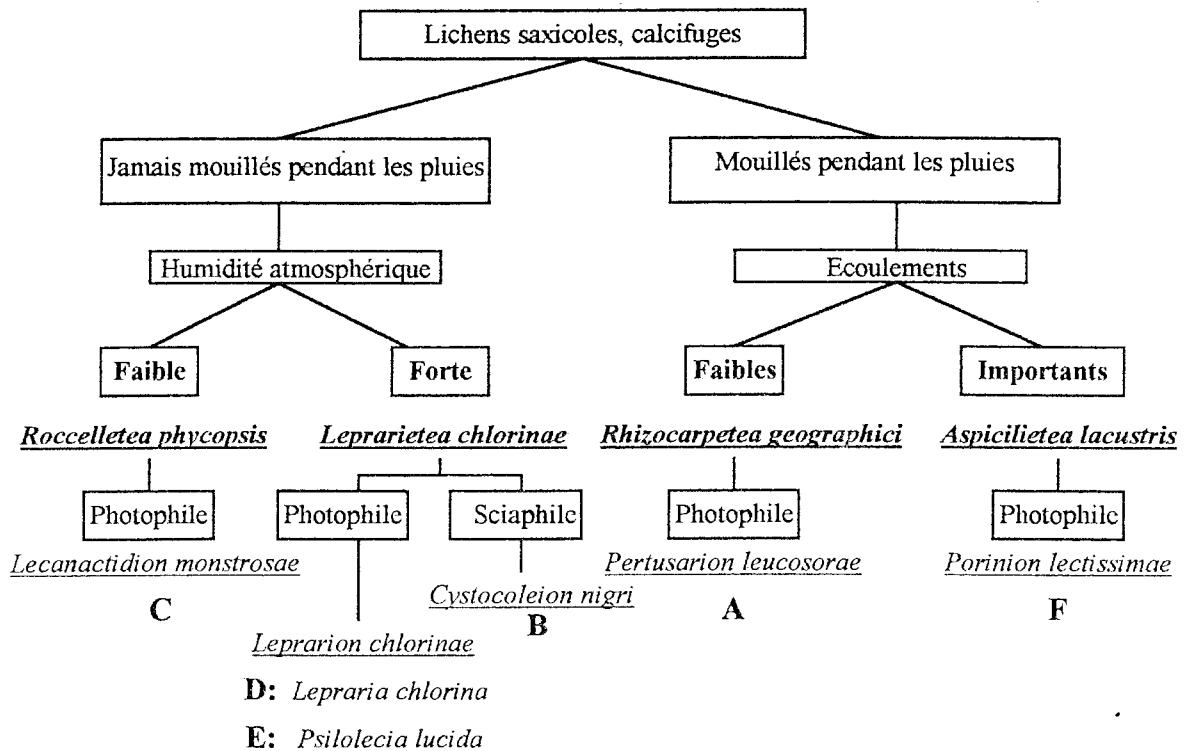 Lichens saxicoles, calcifuges
Jamais mouillés pendant les pluies
Mouillés pendant les pluies
Humidité atmosphérique
Ecoulements
Faible
Forte
Faibles
Importants
Roccelletea phycopsis
Leprarietea chlorinae
Rhizocarpetea geographici
Aspicilietea lacustris
Photophile
Photophile
Sciaphile
Photophile
Photophile
Lecanactidion monstrosae
Cystocoleion nigri
Pertusarion leucosorae
Porinion lectissimae
C
B
A
F
Leprarion chlorinae
D: Lepraria chlorina
E: Psilolecia lucida